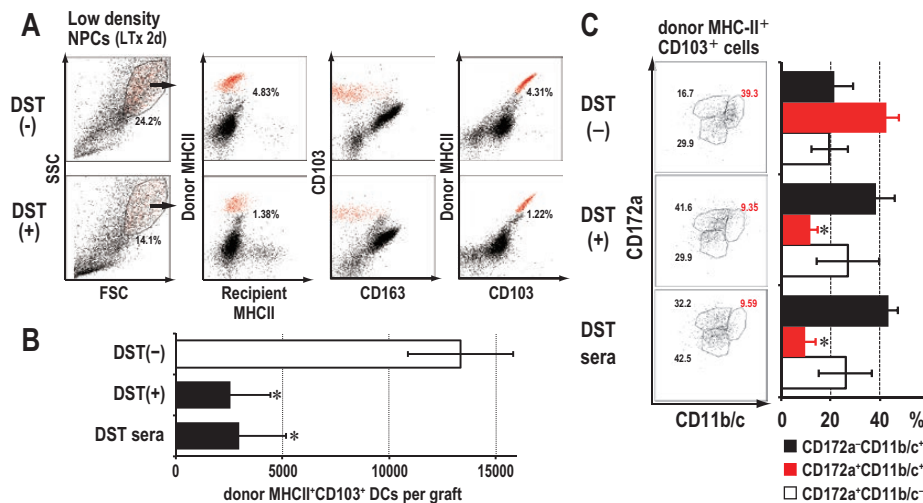 A
Low density
NPCs (LTx 2d)
DST
(-)
DST
(+)
SSC
24.2%
14.1%
FSC
Donor MHCII
4.83%
1.38%
Recipient
MHCII
CD103
CD163
Donor MHCII
4.31%
1.22%
CD103
B
DST(−)
DST(+)
DST sera
*
*
0 5000 10000 15000
donor MHCII⁺CD103⁺ DCs per graft
C
donor MHC-II⁺
CD103⁺ cells
DST
(−)
16.7 39.3
29.9
DST
(+)
41.6 9.35
29.9
*
DST
sera
32.2 9.59
42.5
*
CD172a
CD11b/c
0 20 40 %
CD172a⁻CD11b/c⁺
CD172a⁺CD11b/c⁺
CD172a⁺CD11b/c⁻